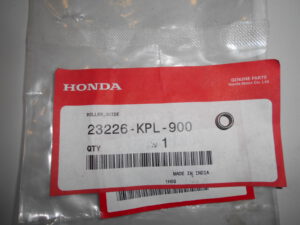 HONDA
GENUINE PARTS
Honda Motor Co., Ltd.
ROLLER,GUIDE
23226-KPL-900
QTY 1
MADE IN INDIA